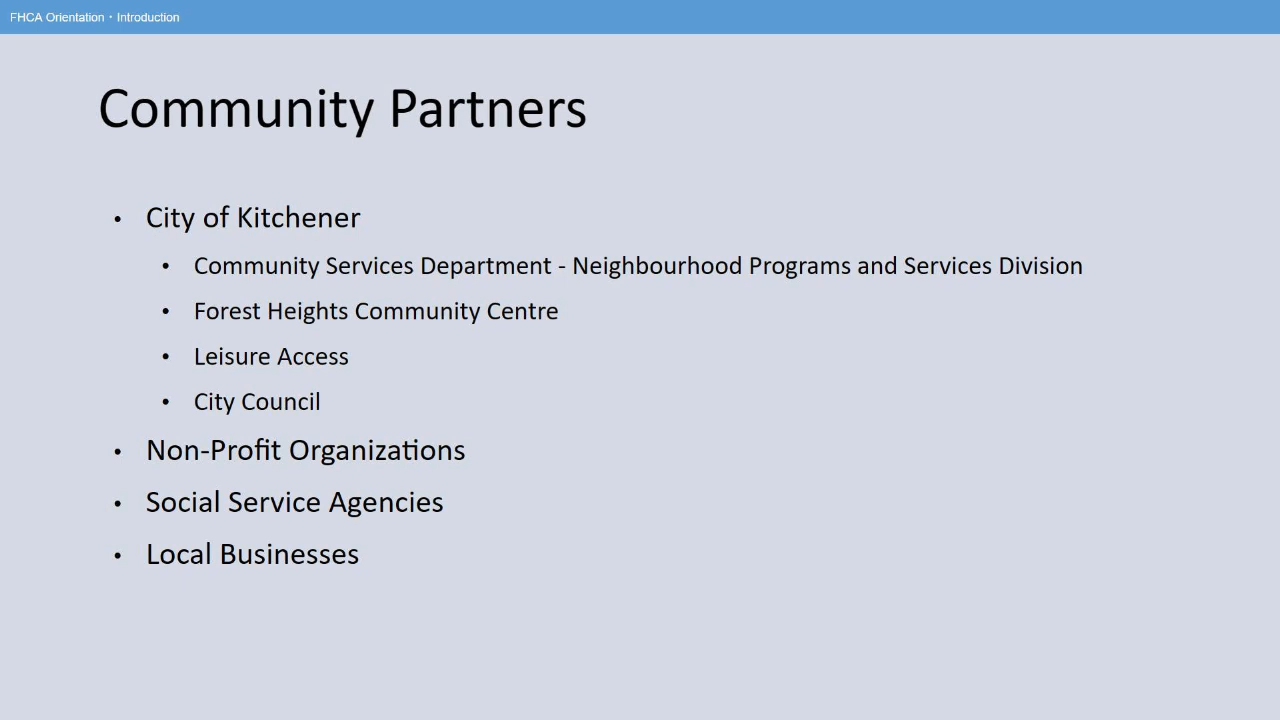 FHCA Orientation · Introduction
Community Partners
• City of Kitchener
• Community Services Department - Neighbourhood Programs and Services Division
• Forest Heights Community Centre
• Leisure Access
• City Council
• Non-Profit Organizations
• Social Service Agencies
• Local Businesses